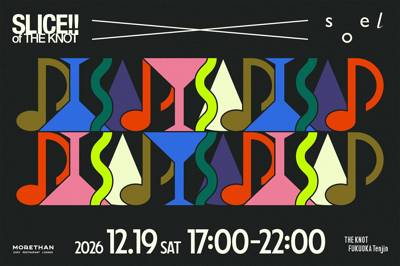 SLICE!!
of THE KNOT
soel
MORETHAN
2026 12.19 SAT 17:00-22:00
THE KNOT
FUKUOKA Tenjin